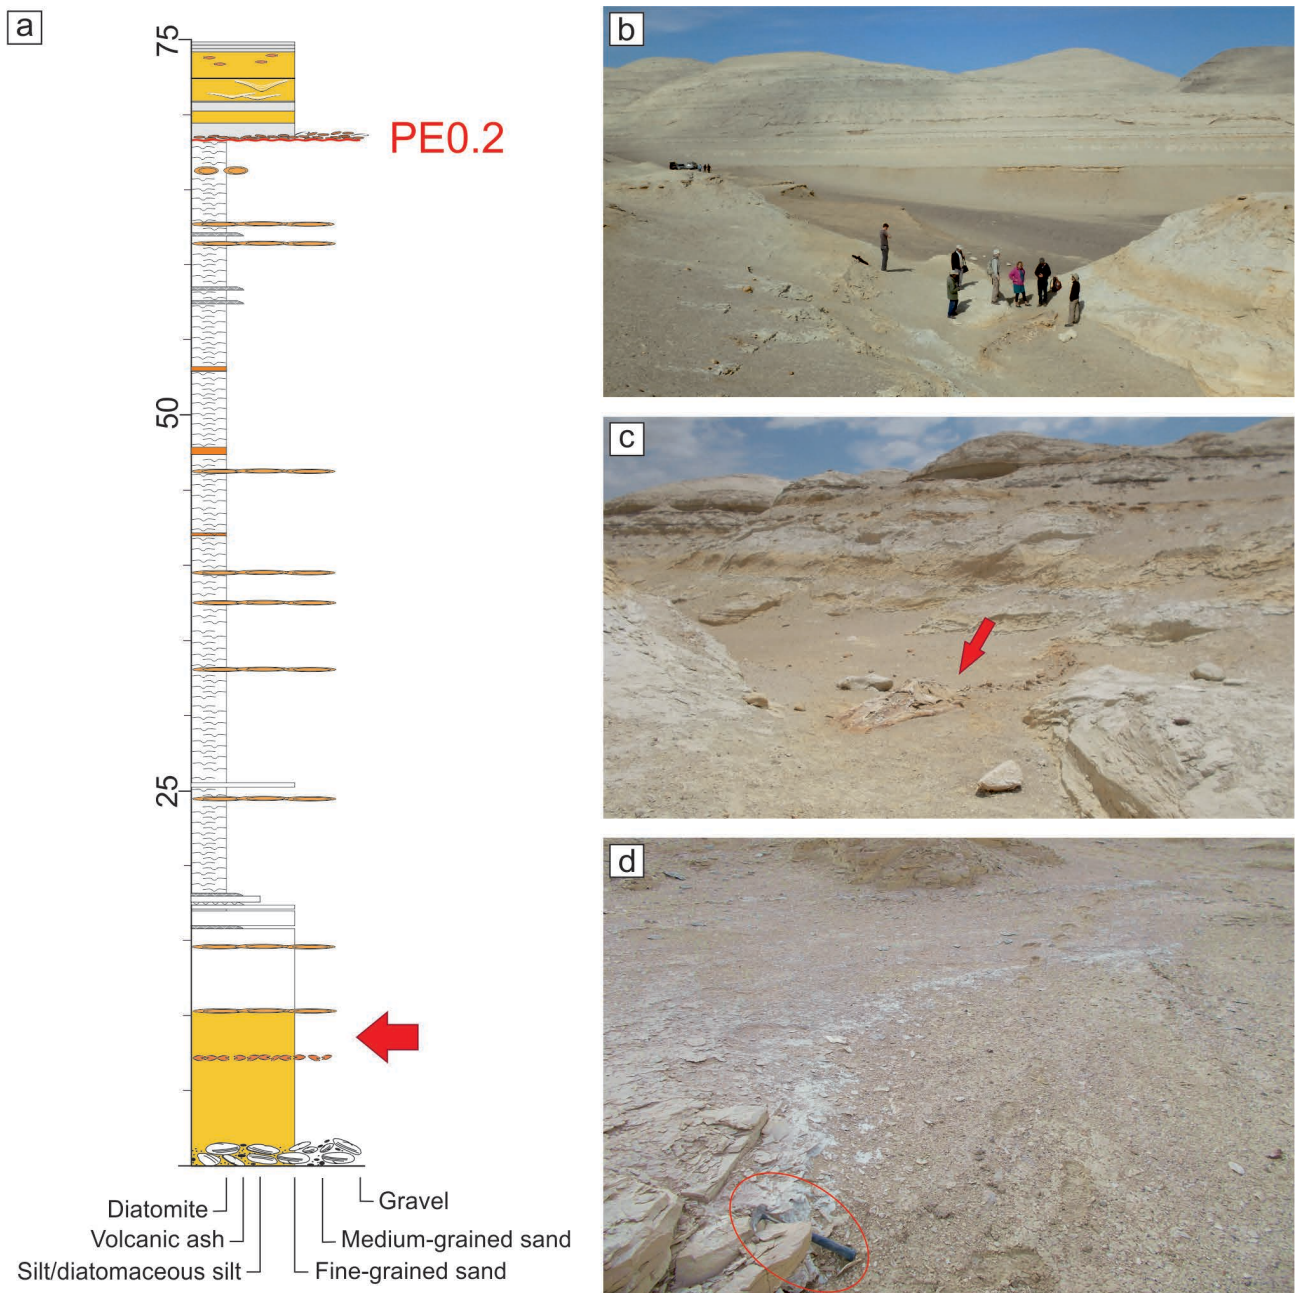 a
75
PE0.2
50
25
Diatomite
Volcanic ash
Silt/diatomaceous silt
Gravel
Medium-grained sand
Fine-grained sand
b
c
d